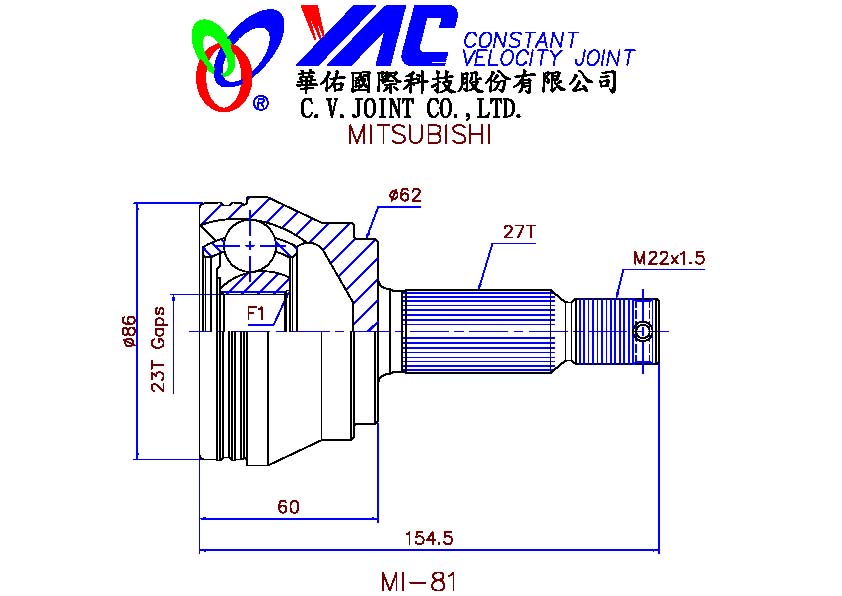 YAC CONSTANT
VELOCITY JOINT
®
華佑國際科技股份有限公司
C.V.JOINT CO.,LTD.
MITSUBISHI
ø62
27T
M22x1.5
F1
ø86
23T Gaps
60
154.5
MI-81